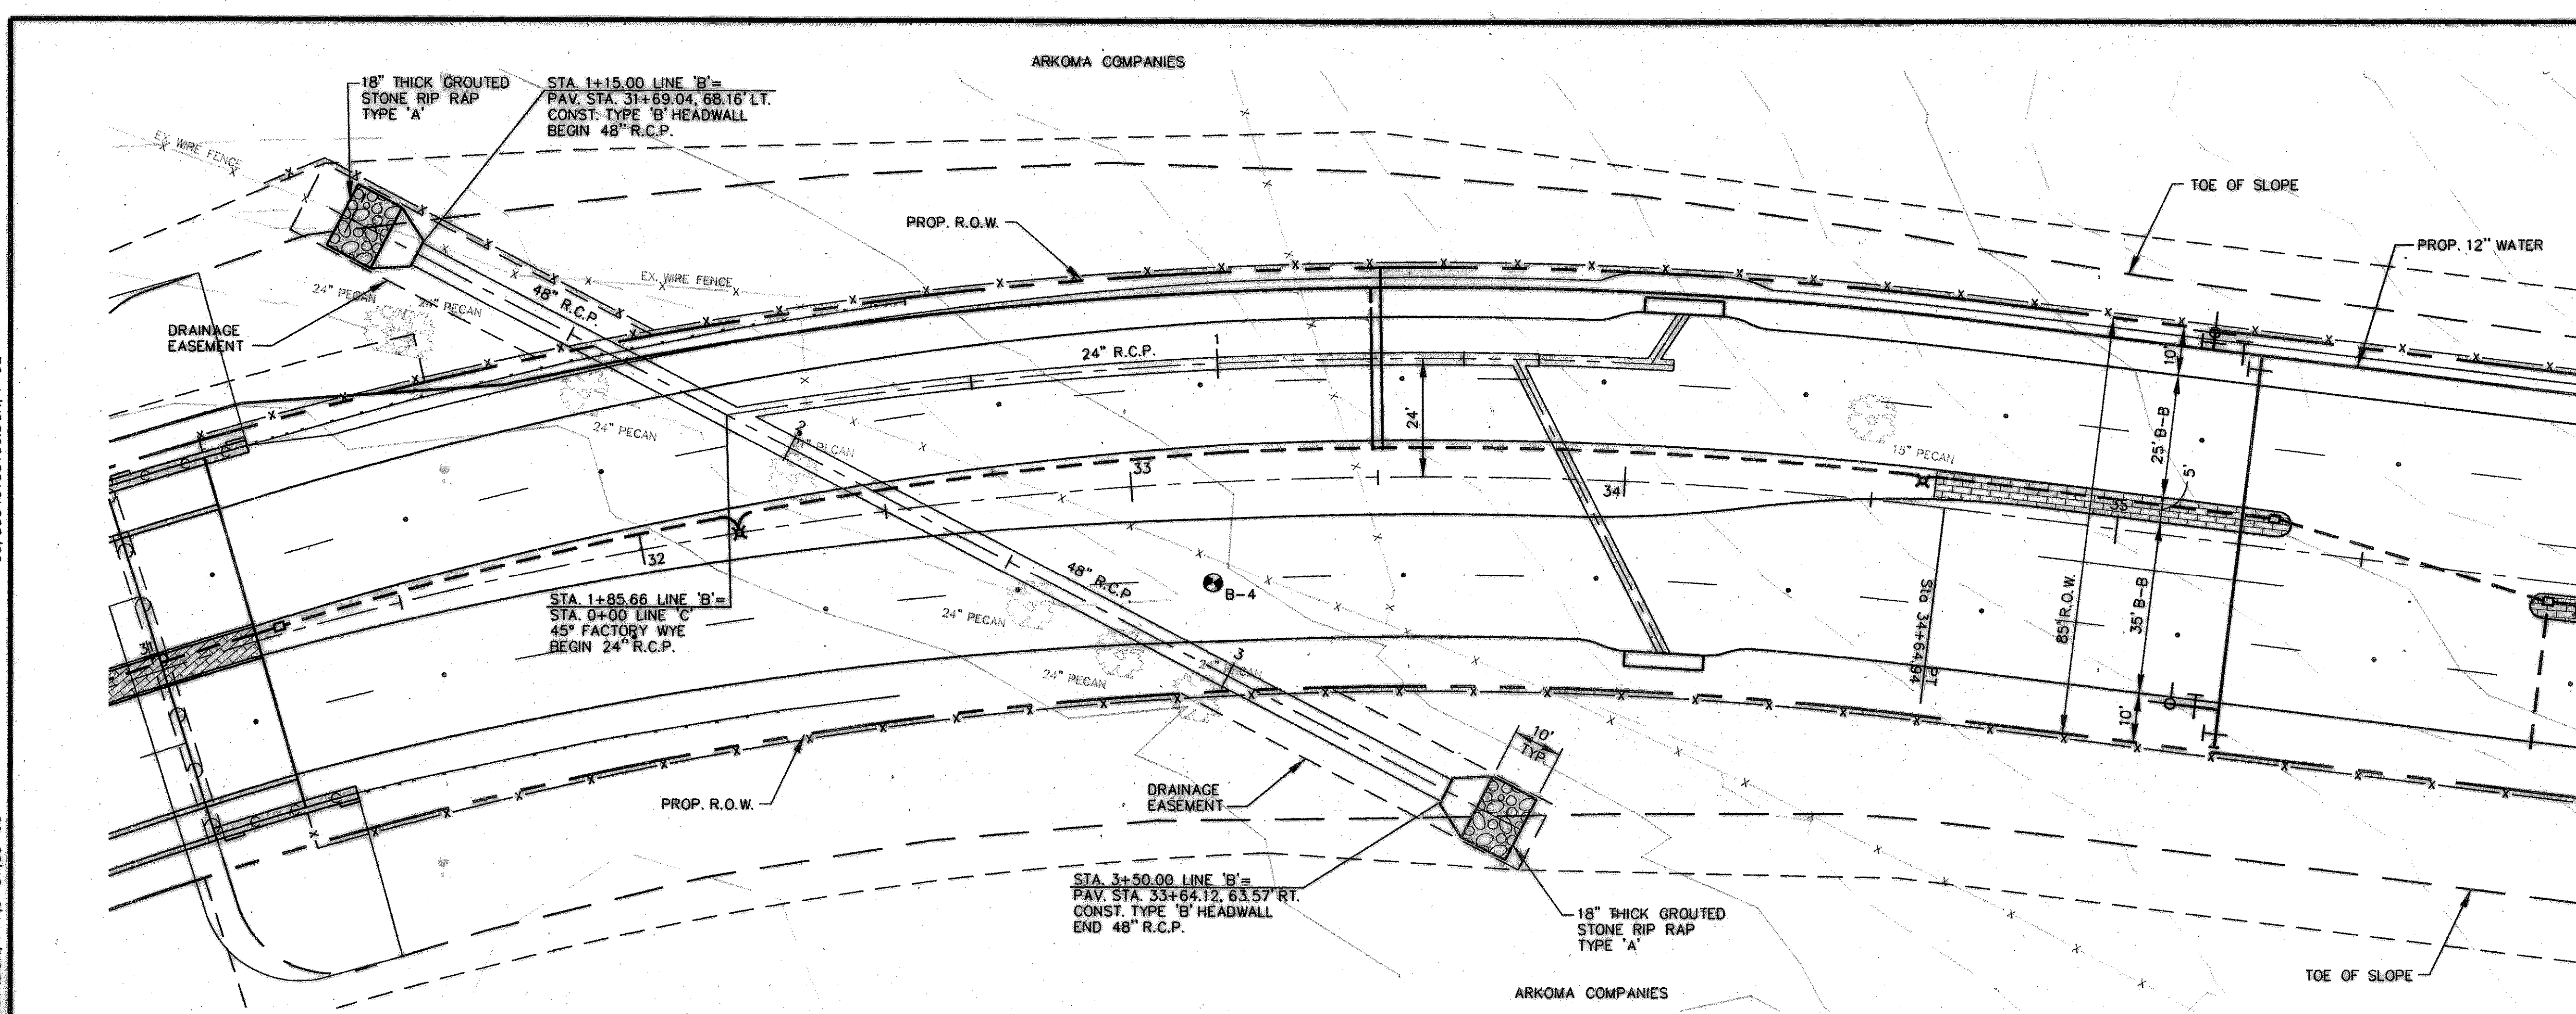 ARKOMA COMPANIES
18" THICK GROUTED
STONE RIP RAP
TYPE 'A'
STA. 1+15.00 LINE 'B'=
PAV. STA. 31+69.04, 68.16' LT.
CONST. TYPE 'B' HEADWALL
BEGIN 48" R.C.P.
EX. WIRE FENCE
TOE OF SLOPE
PROP. R.O.W.
PROP. 12" WATER
EX. WIRE FENCE
24" PECAN
24" PECAN
48" R.C.P.
DRAINAGE
EASEMENT
1
24" R.C.P.
10'
24'
25' B-B
5'
24" PECAN
2
24" PECAN
15" PECAN
33
34
35
32
31
STA. 1+85.66 LINE 'B'=
STA. 0+00 LINE 'C'
45° FACTORY WYE
BEGIN 24" R.C.P.
48" R.C.P.
B-4
24" PECAN
24" PECAN
3
24" PECAN
PT
Sta 34+64.94
85' R.O.W.
35' B-B
10'
10'
TYP.
PROP. R.O.W.
DRAINAGE
EASEMENT
STA. 3+50.00 LINE 'B'=
PAV. STA. 33+64.12, 63.57' RT.
CONST. TYPE 'B' HEADWALL
END 48" R.C.P.
18" THICK GROUTED
STONE RIP RAP
TYPE 'A'
TOE OF SLOPE
ARKOMA COMPANIES